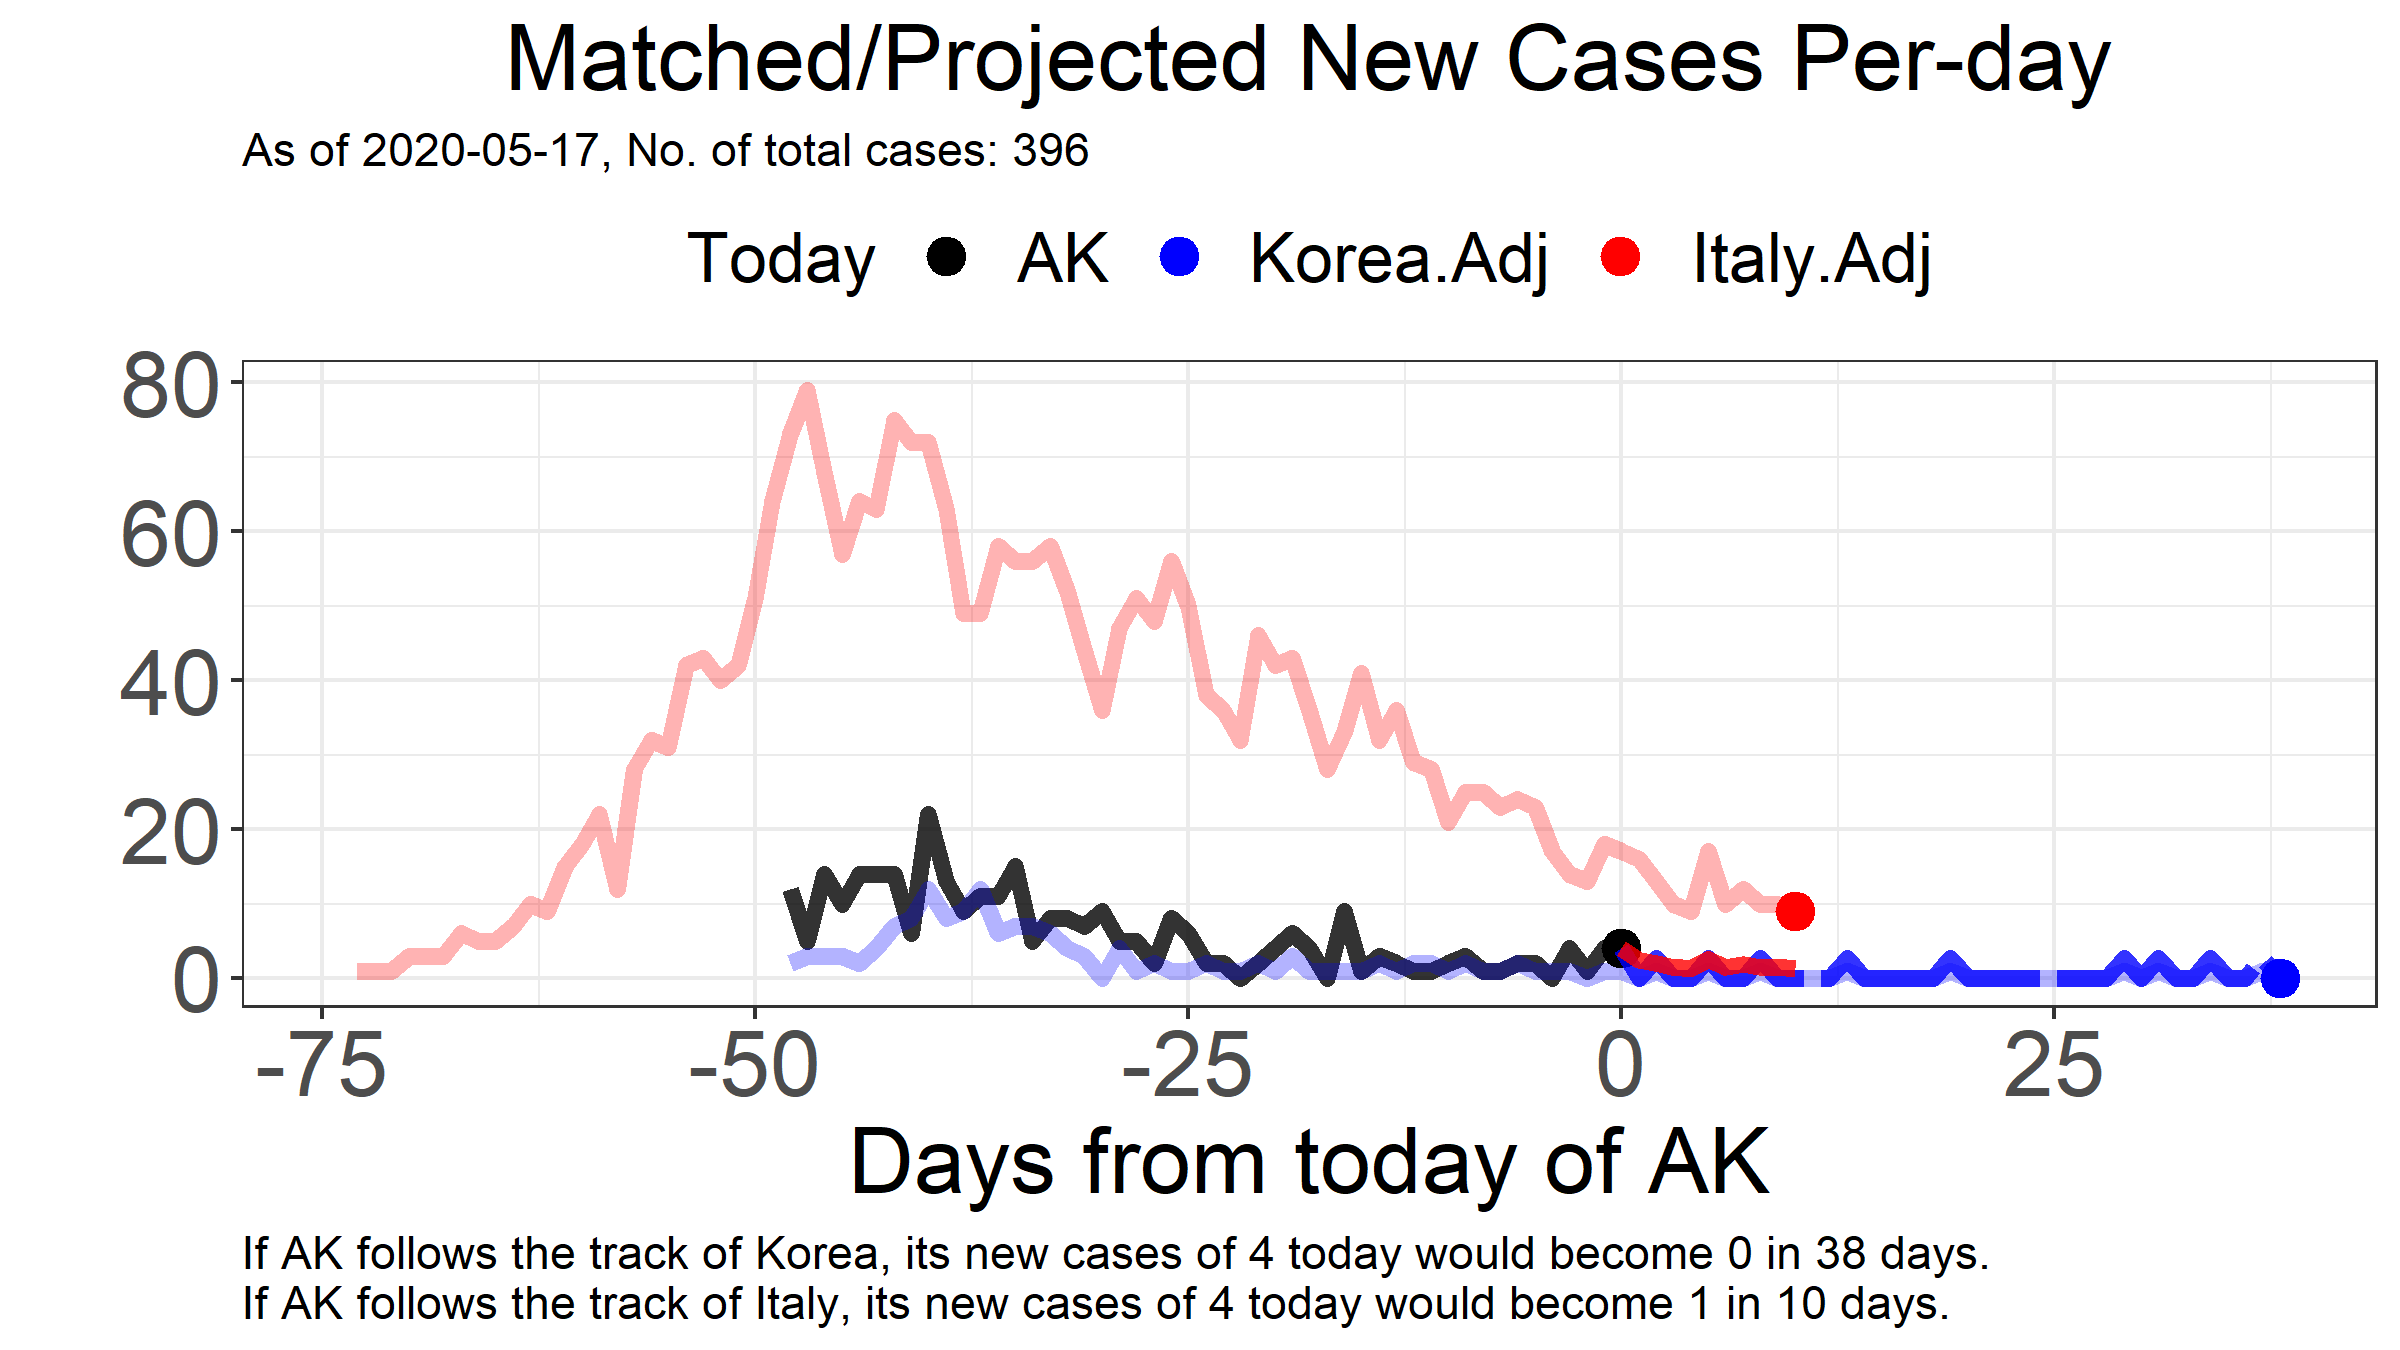 Matched/Projected New Cases Per-day
As of 2020-05-17, No. of total cases: 396
Today AK Korea.Adj Italy.Adj
80
60
40
20
0
-75 -50 -25 0 25
Days from today of AK
If AK follows the track of Korea, its new cases of 4 today would become 0 in 38 days.
If AK follows the track of Italy, its new cases of 4 today would become 1 in 10 days.